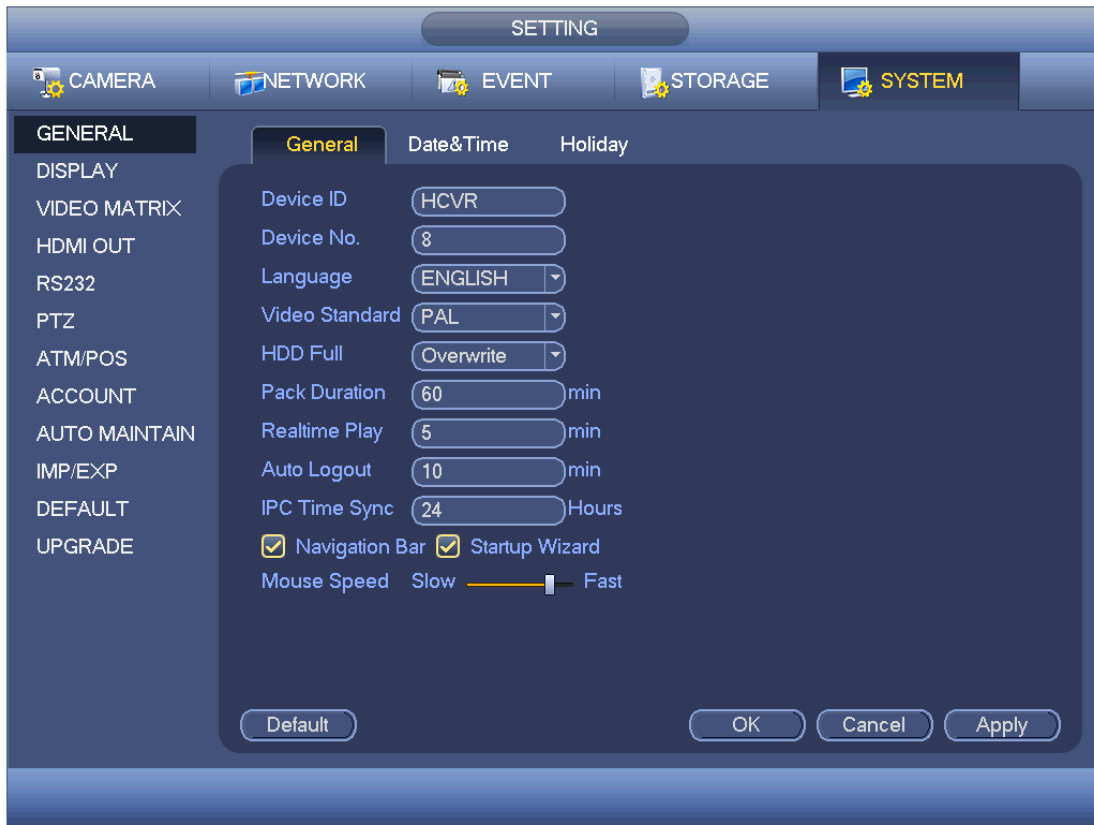 SETTING
CAMERA NETWORK EVENT STORAGE SYSTEM
GENERAL
DISPLAY
VIDEO MATRIX
HDMI OUT
RS232
PTZ
ATM/POS
ACCOUNT
AUTO MAINTAIN
IMP/EXP
DEFAULT
UPGRADE
General Date&Time Holiday
Device ID HCVR
Device No. 8
Language ENGLISH
Video Standard PAL
HDD Full Overwrite
Pack Duration 60 min
Realtime Play 5 min
Auto Logout 10 min
IPC Time Sync 24 Hours
Navigation Bar Startup Wizard
Mouse Speed Slow Fast
Default OK Cancel Apply